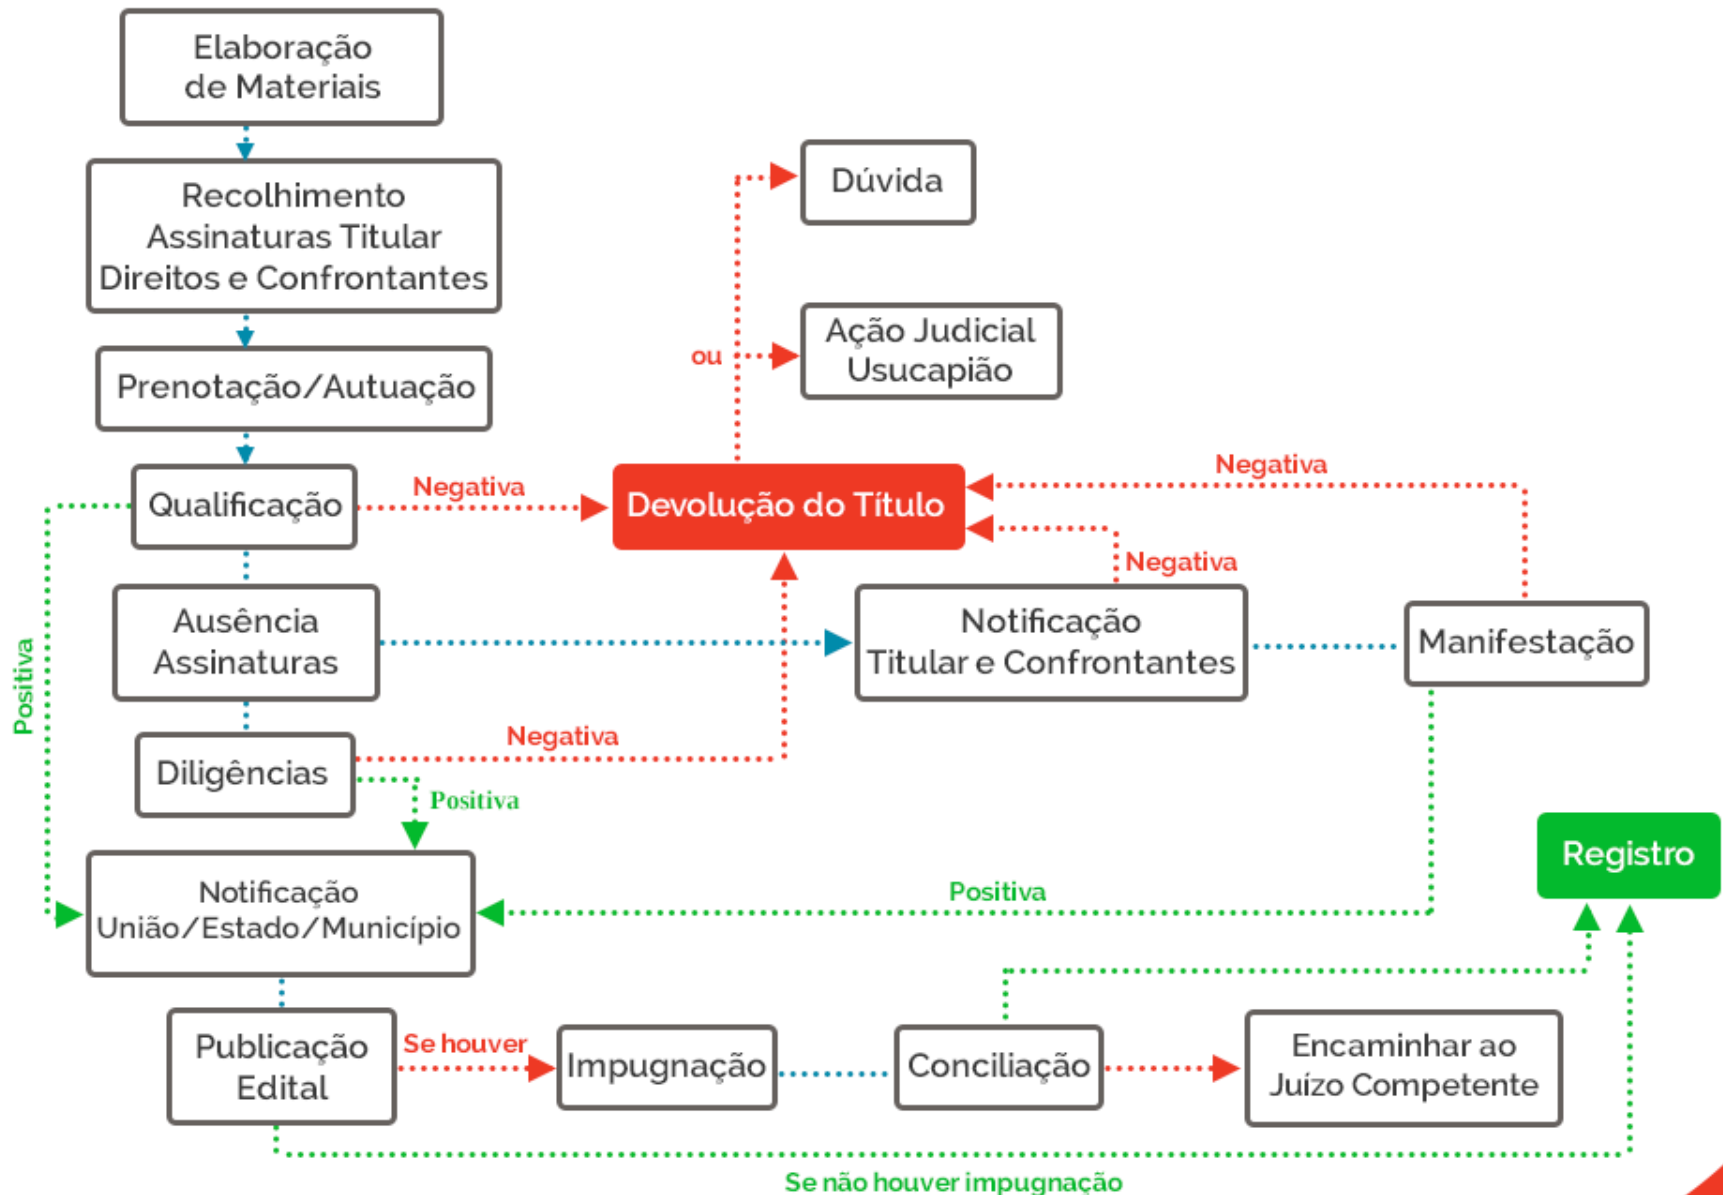 Elaboração
de Materiais
Recolhimento
Assinaturas Titular
Direitos e Confrontantes
Prenotação/Autuação
Qualificação
Negativa
Devolução do Título
ou
Dúvida
Ação Judicial
Usucapião
Negativa
Negativa
Ausência
Assinaturas
Notificação
Titular e Confrontantes
Manifestação
Positiva
Diligências
Negativa
Positiva
Notificação
União/Estado/Município
Positiva
Registro
Publicação
Edital
Se houver
Impugnação
Conciliação
Encaminhar ao
Juízo Competente
Se não houver impugnação